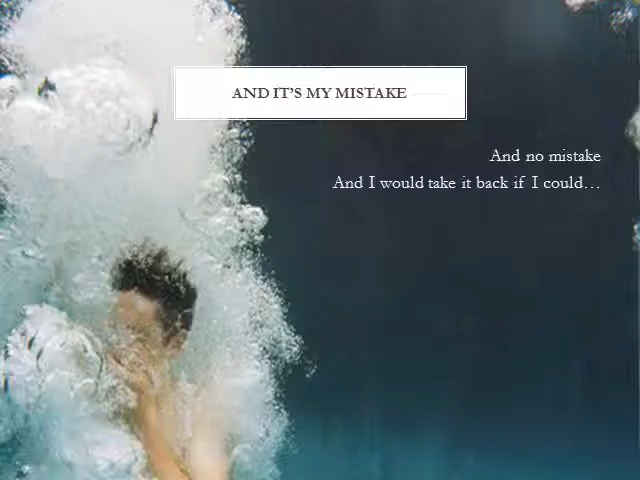 AND IT'S MY MISTAKE
And no mistake
And I would take it back if I could…